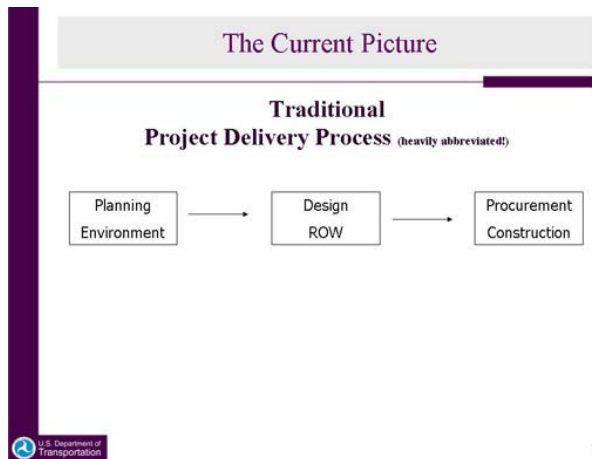 The Current Picture
Traditional
Project Delivery Process (heavily abbreviated!)
Planning
Environment
Design
ROW
Procurement
Construction
U.S. Department of
Transportation